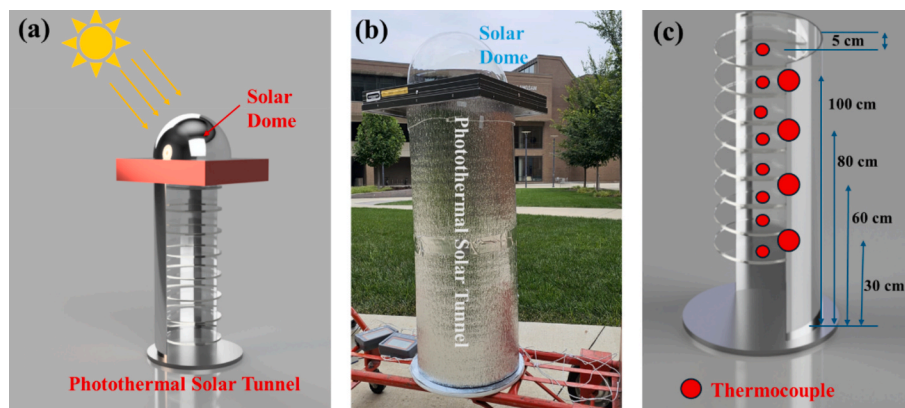 (a)
Solar
Dome
Photothermal Solar Tunnel
(b)
Solar
Dome
Photothermal Solar Tunnel
(c)
5 cm
100 cm
80 cm
60 cm
30 cm
Thermocouple